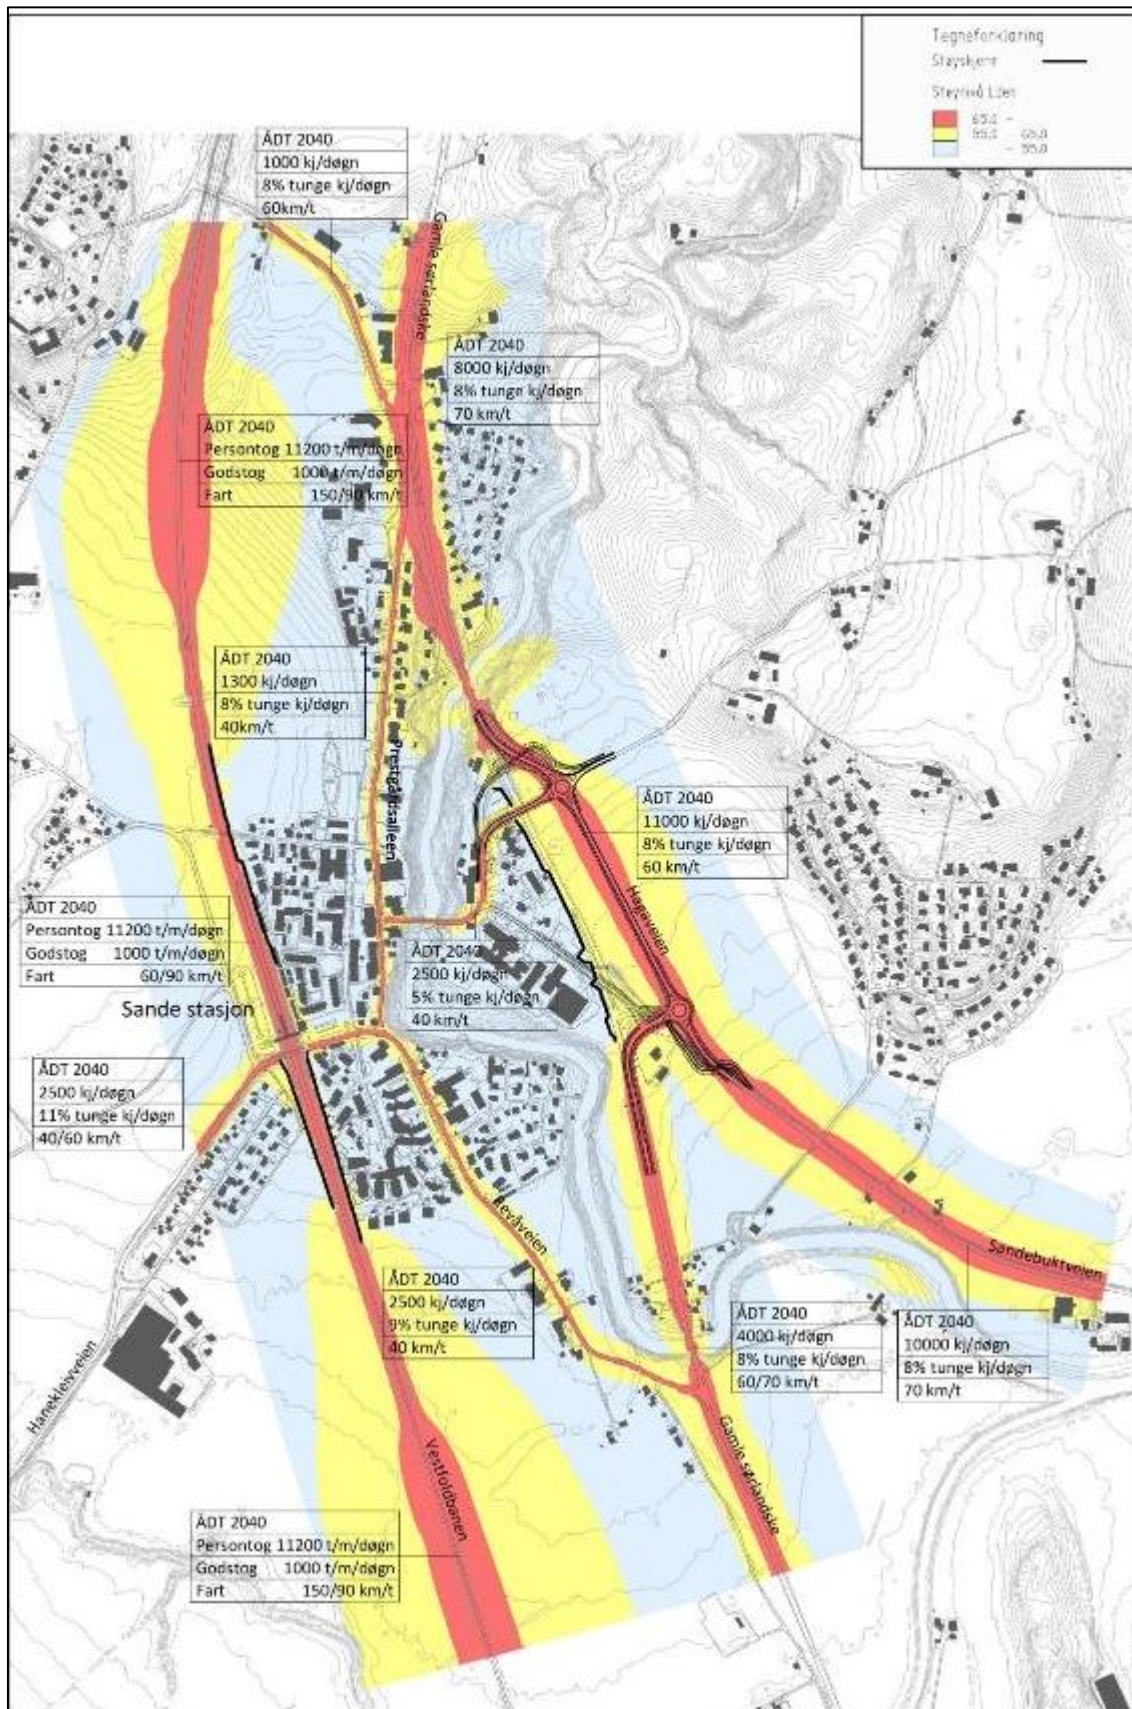 Tegneforklaring
Støyskjerm
Støynivå Lden
65.0 -
55.0 - 65.0
- 55.0
ÅDT 2040
1000 kj/døgn
8% tunge kj/døgn
60km/t
Gamle sørlandske
ÅDT 2040
8000 kj/døgn
8% tunge kj/døgn
70 km/t
ÅDT 2040
Persontog 11200 t/m/døgn
Godstog 1000 t/m/døgn
Fart 150/90 km/t
ÅDT 2040
1300 kj/døgn
8% tunge kj/døgn
40km/t
Prestgårdsalleen
ÅDT 2040
11000 kj/døgn
8% tunge kj/døgn
60 km/t
Hagaveien
ÅDT 2040
Persontog 11200 t/m/døgn
Godstog 1000 t/m/døgn
Fart 60/90 km/t
ÅDT 2040
2500 kj/døgn
5% tunge kj/døgn
40 km/t
Sande stasjon
ÅDT 2040
2500 kj/døgn
11% tunge kj/døgn
40/60 km/t
Revåveien
Sandebuktveien
ÅDT 2040
2500 kj/døgn
9% tunge kj/døgn
40 km/t
ÅDT 2040
4000 kj/døgn
8% tunge kj/døgn
60/70 km/t
ÅDT 2040
10000 kj/døgn
8% tunge kj/døgn
70 km/t
Hanekleivveien
Vestfoldbanen
Gamle sørlandske
ÅDT 2040
Persontog 11200 t/m/døgn
Godstog 1000 t/m/døgn
Fart 150/90 km/t